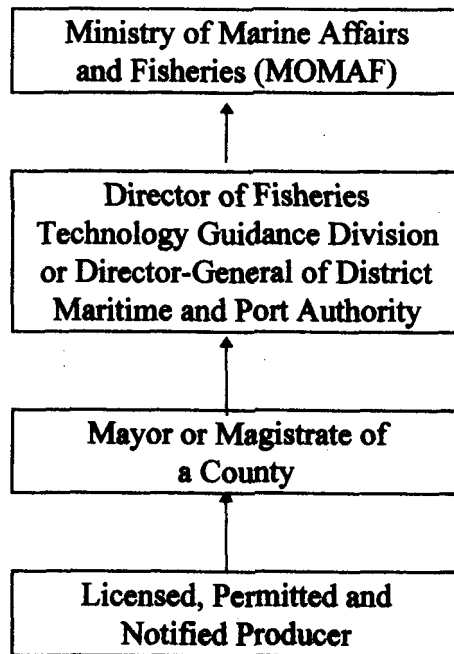 Ministry of Marine Affairs
and Fisheries (MOMAF)
Director of Fisheries
Technology Guidance Division
or Director-General of District
Maritime and Port Authority
Mayor or Magistrate of
a County
Licensed, Permitted and
Notified Producer